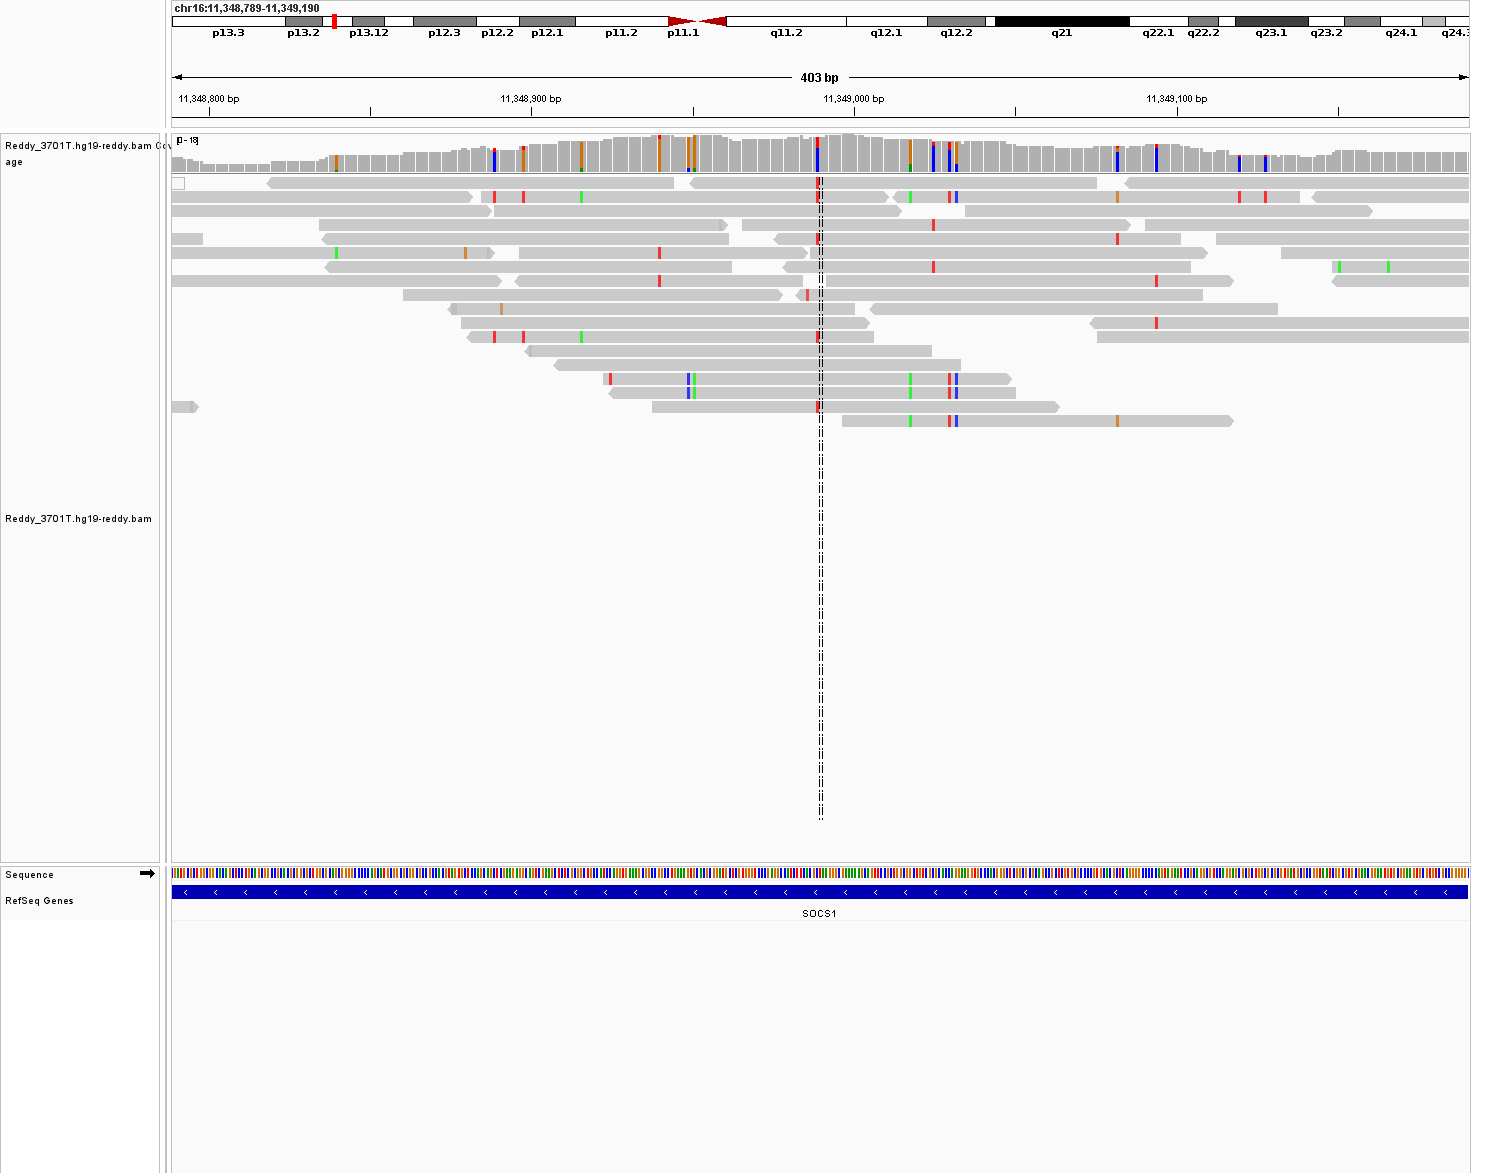 chr16:11,348,789-11,349,190
p13.3 p13.2 p13.12 p12.3 p12.2 p12.1 p11.2 p11.1 q11.2 q12.1 q12.2 q21 q22.1 q22.2 q23.1 q23.2 q24.1 q24.3
403 bp
11,348,800 bp 11,348,900 bp 11,349,000 bp 11,349,100 bp
Reddy_3701T.hg19-reddy.bam Cov
age
[0 - 18]
Reddy_3701T.hg19-reddy.bam
Sequence
RefSeq Genes
SOCS1